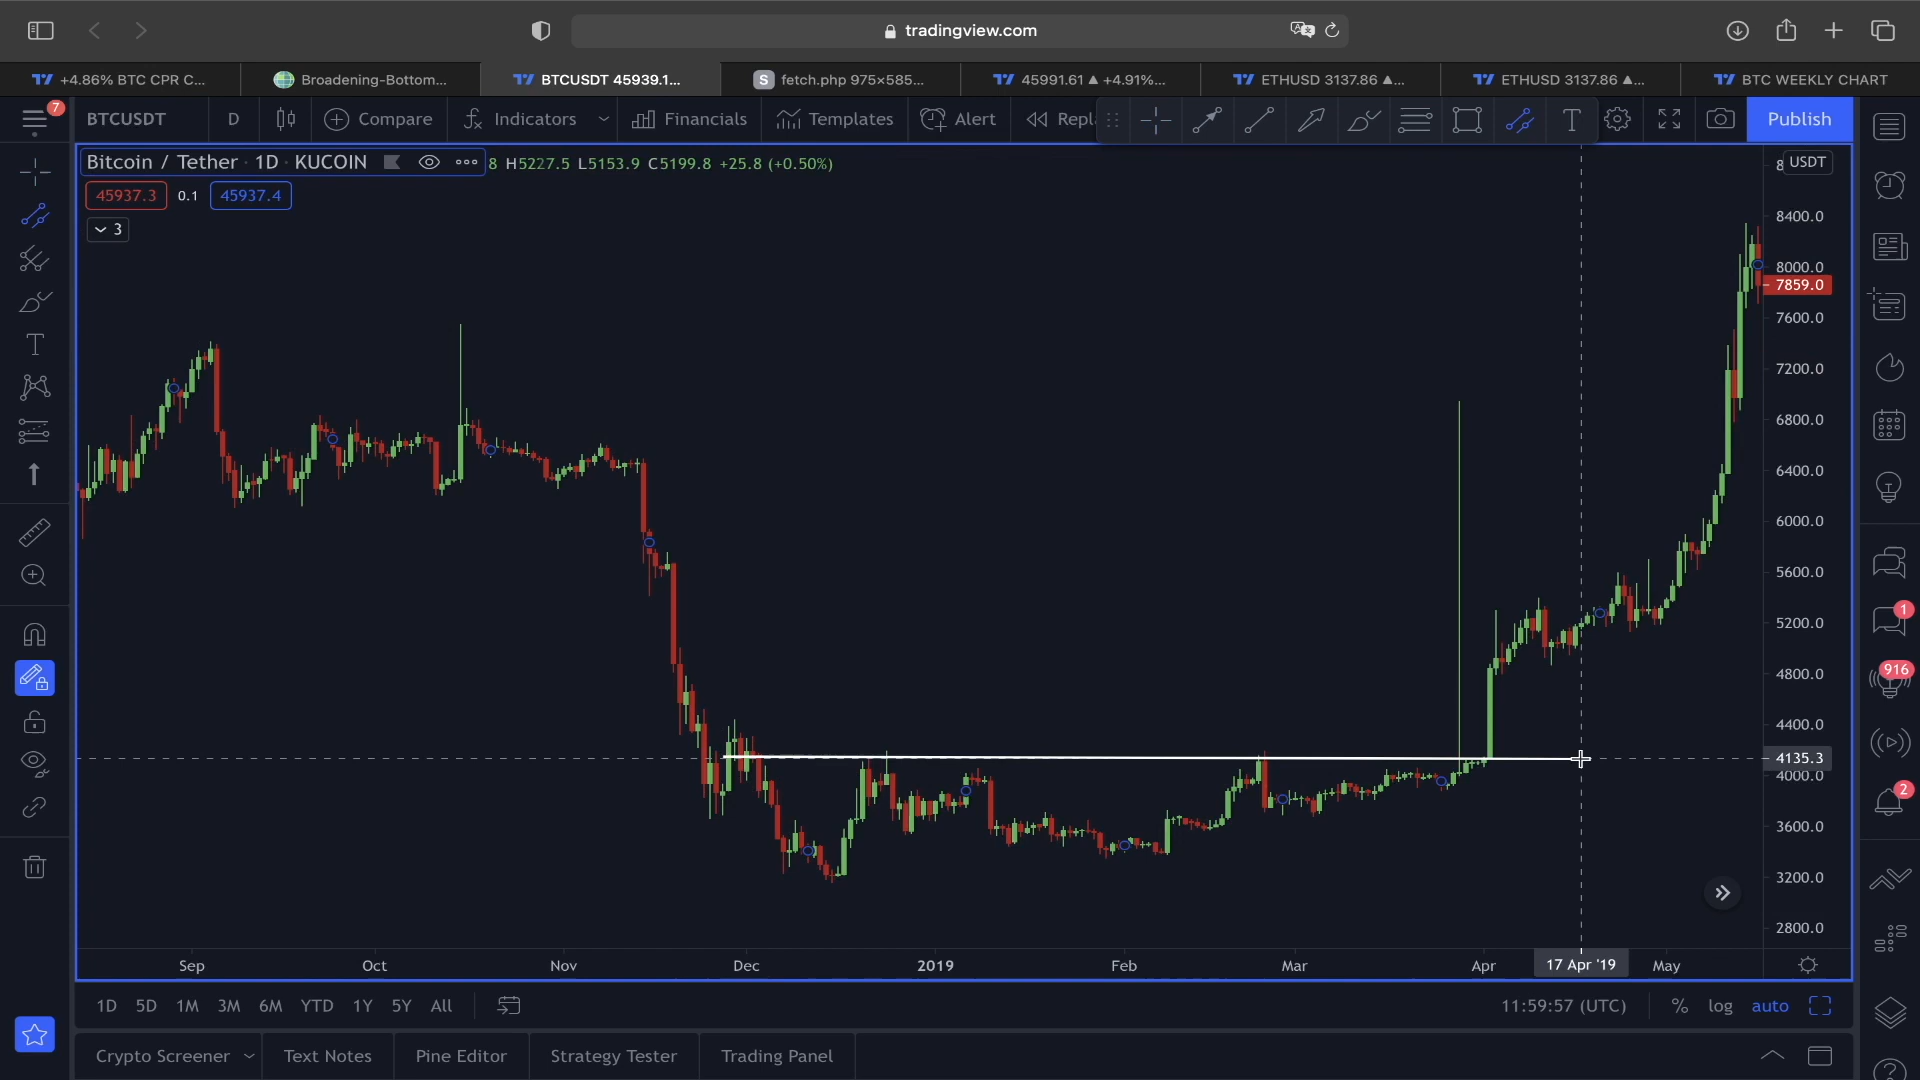 tradingview.com
+4.86% BTC CPR C...
Broadening-Bottom...
BTCUSDT 45939.1...
S fetch.php 975×585...
45991.61 ▲ +4.91%...
ETHUSD 3137.86 ▲...
ETHUSD 3137.86 ▲...
BTC WEEKLY CHART
7
BTCUSDT
D
Compare
Indicators
Financials
Templates
Alert
Repl
T
Publish
Bitcoin / Tether · 1D · KUCOIN
8 H5227.5 L5153.9 C5199.8 +25.8 (+0.50%)
USDT
45937.3
0.1
45937.4
3
8400.0
8000.0
7859.0
7600.0
7200.0
6800.0
6400.0
6000.0
5600.0
5200.0
4800.0
4400.0
4135.3
4000.0
3600.0
3200.0
2800.0
1
916
2
Sep
Oct
Nov
Dec
2019
Feb
Mar
Apr
17 Apr '19
May
1D 5D 1M 3M 6M YTD 1Y 5Y All
11:59:57 (UTC)
%
log
auto
Crypto Screener
Text Notes
Pine Editor
Strategy Tester
Trading Panel